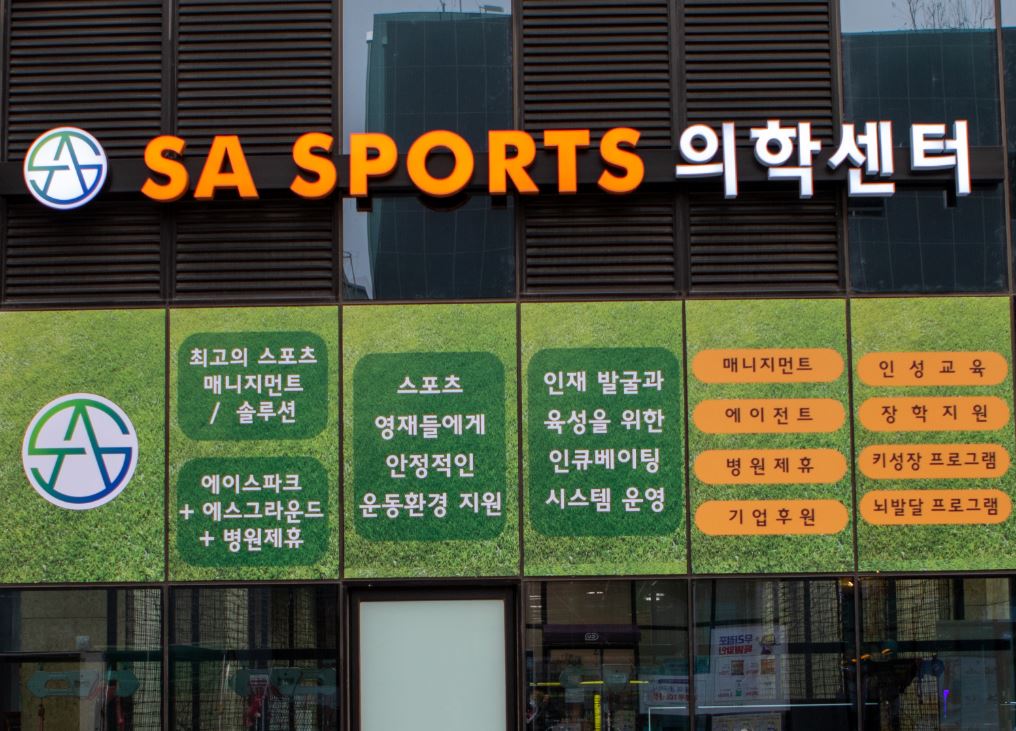 SA SPORTS 의학센터
최고의 스포츠
매니지먼트
/ 솔루션
에이스파크
+ 에스그라운드
+ 병원제휴
스포츠
영재들에게
안정적인
운동환경 지원
인재 발굴과
육성을 위한
인큐베이팅
시스템 운영
매니지먼트
에이전트
병원제휴
기업후원
인성교육
장학지원
키성장 프로그램
뇌발달 프로그램